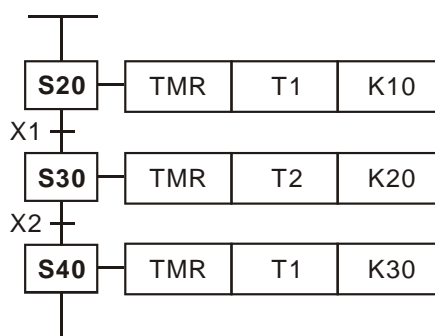 S20 TMR T1 K10
X1
S30 TMR T2 K20
X2
S40 TMR T1 K30